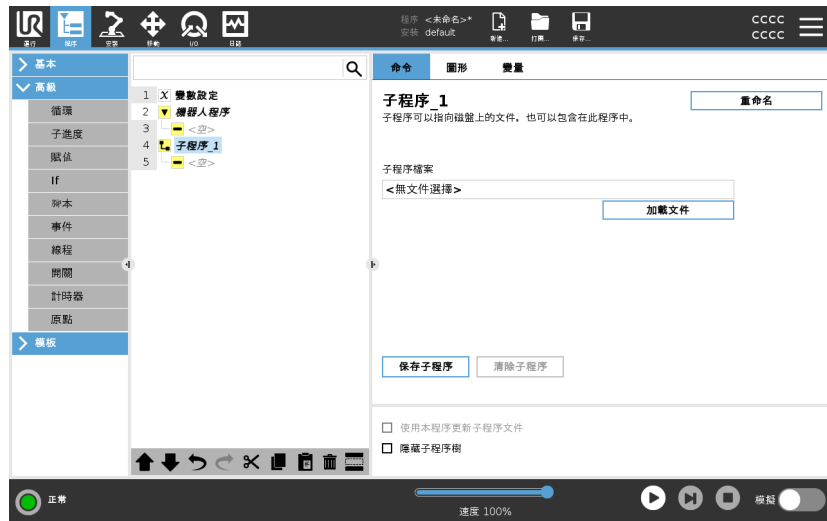 UR
運行
程序
安裝
移動
I/O
日誌
程序 <未命名>*
安裝 default
新建...
打開...
保存...
CCCC
CCCC
基本
高級
循環
子進度
賦值
If
腳本
事件
線程
開關
計時器
原點
模板
1 X 變數設定
2 機器人程序
3 <空>
4 子程序_1
5 <空>
命令 圖形 變量
子程序_1
重命名
子程序可以指向磁盤上的文件。也可以包含在此程序中。
子程序檔案
<無文件選擇>
加載文件
保存子程序 清除子程序
使用本程序更新子程序文件
隱藏子程序樹
正常
速度 100%
模擬